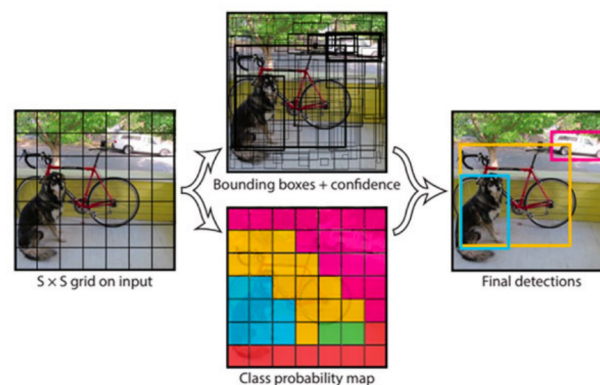 S × S grid on input
Bounding boxes + confidence
Class probability map
Final detections